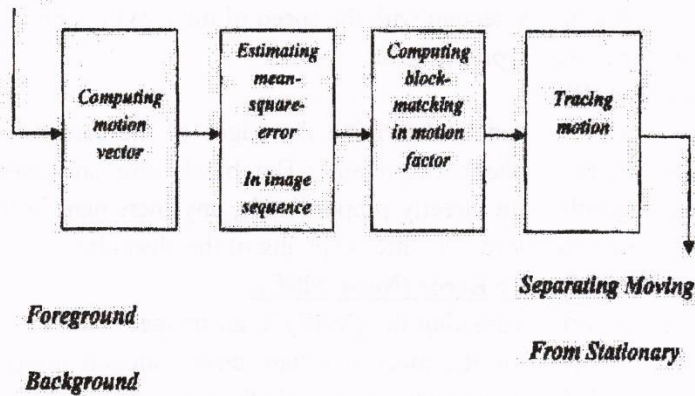 Computing
motion
vector
Estimating
mean-
square-
error
In image
sequence
Computing
block-
matching
in motion
factor
Tracing
motion
Separating Moving
Foreground
From Stationary
Background